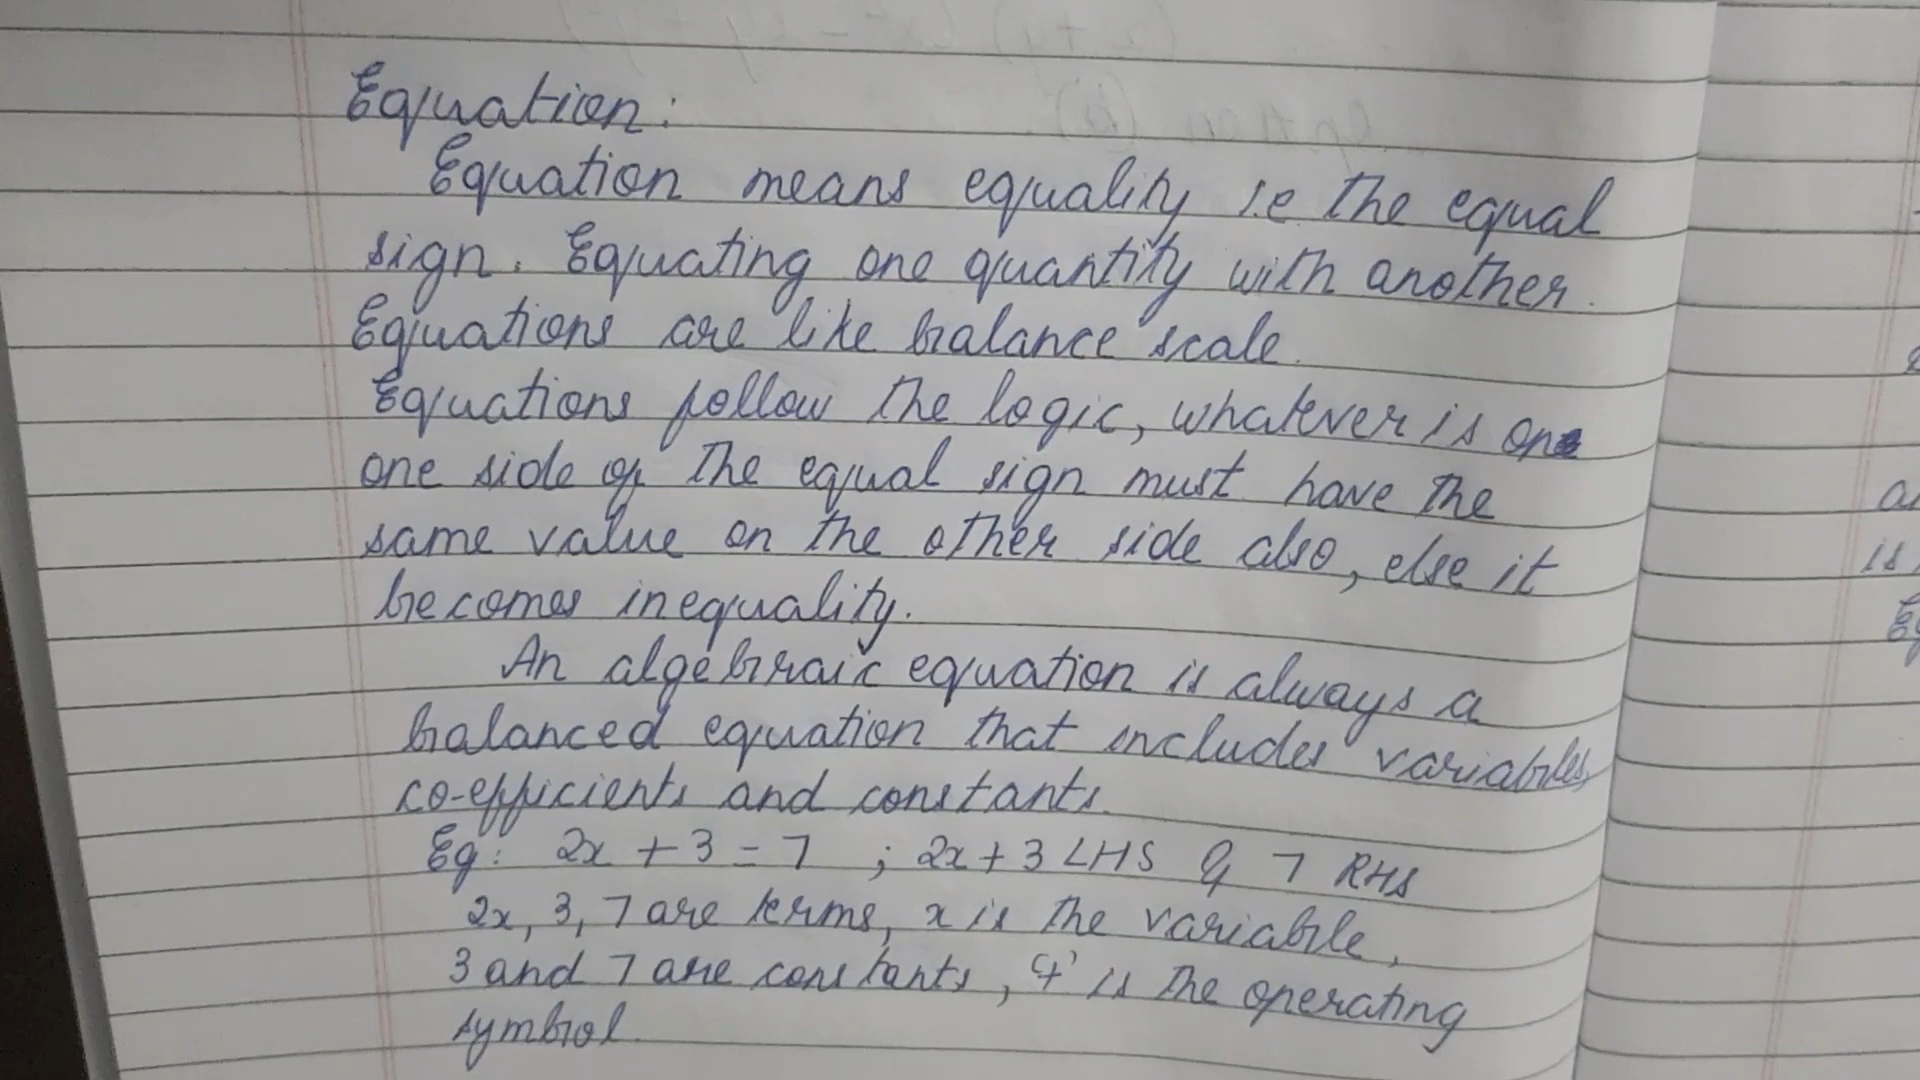 Equation:
Equation means equality i.e the equal
sign. Equating one quantity with another.
Equations are like balance scale.
Equations follow the logic, whatever is on
one side of the equal sign must have the
same value on the other side also, else it
becomes inequality.
An algebraic equation is always a
balanced equation that includes variables,
co-efficients and constants.
Eg: 2x + 3 = 7 ; 2x + 3 LHS & 7 RHS
2x, 3, 7 are terms, x is the variable,
3 and 7 are constants, '+' is the operating
symbol.